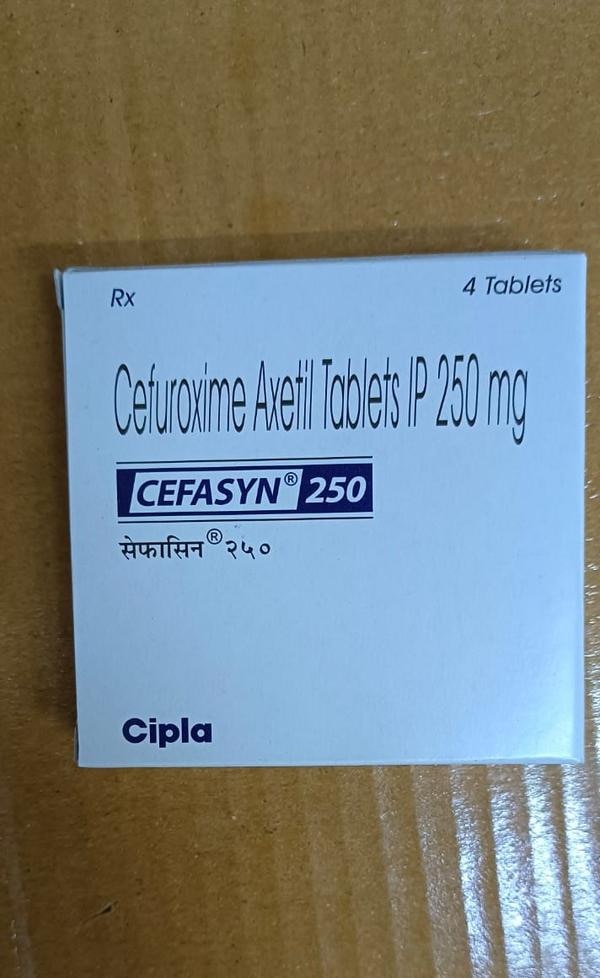 Rx
4 Tablets
Cefuroxime Axetil Tablets IP 250 mg
CEFASYN® 250
सेफासिन® २५०
Cipla